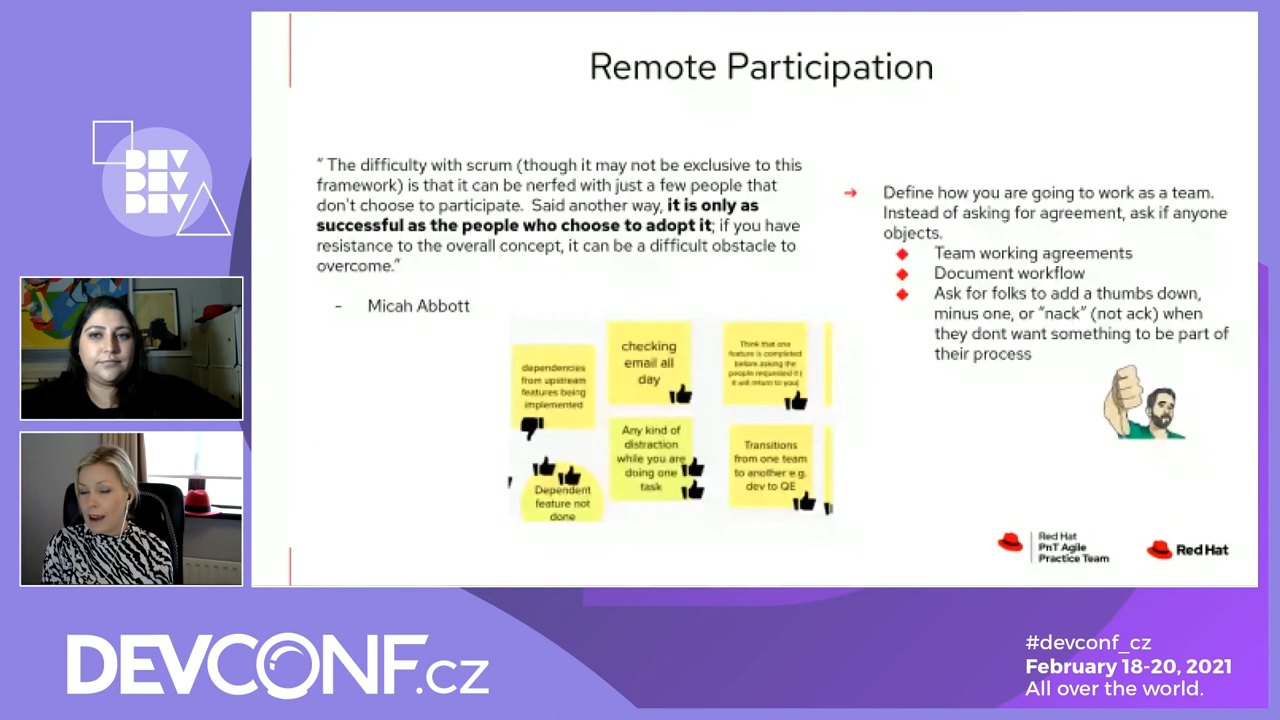 Remote Participation
“ The difficulty with scrum (though it may not be exclusive to this
framework) is that it can be nerfed with just a few people that
don't choose to participate. Said another way, it is only as
successful as the people who choose to adopt it; if you have
resistance to the overall concept, it can be a difficult obstacle to
overcome.”
- Micah Abbott
➔ Define how you are going to work as a team.
Instead of asking for agreement, ask if anyone
objects.
◆ Team working agreements
◆ Document workflow
◆ Ask for folks to add a thumbs down,
minus one, or “nack” (not ack) when
they dont want something to be part of
their process
dependencies
from upstream
features being
implemented
checking
email all
day
Think that one
feature is completed
before asking the
people requested it (
it will return to you)
Dependent
feature not
done
Any kind of
distraction
while you are
doing one
task
Transitions
from one team
to another e.g.
dev to QE
Red Hat
PnT Agile
Practice Team
Red Hat
DEV
DEV
DEV
DEVCONF.cz
#devconf_cz
February 18-20, 2021
All over the world.